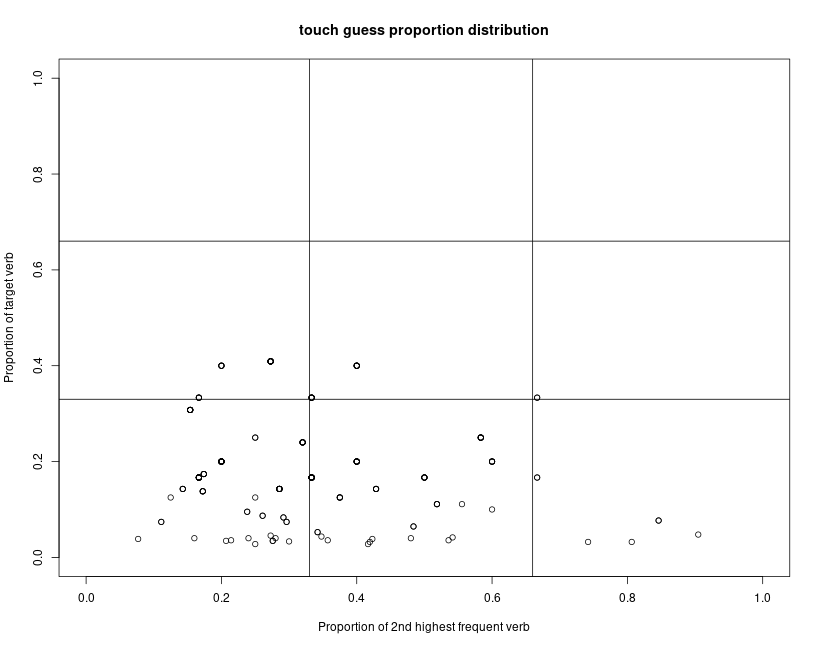 touch guess proportion distribution
Proportion of target verb
1.0
0.8
0.6
0.4
0.2
0.0
0.0 0.2 0.4 0.6 0.8 1.0
Proportion of 2nd highest frequent verb